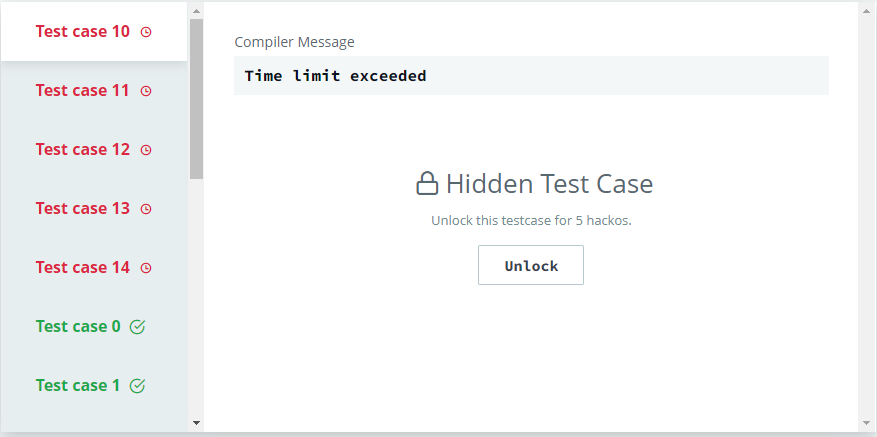 Test case 10
Test case 11
Test case 12
Test case 13
Test case 14
Test case 0
Test case 1
Compiler Message
Time limit exceeded
Hidden Test Case
Unlock this testcase for 5 hackos.
Unlock